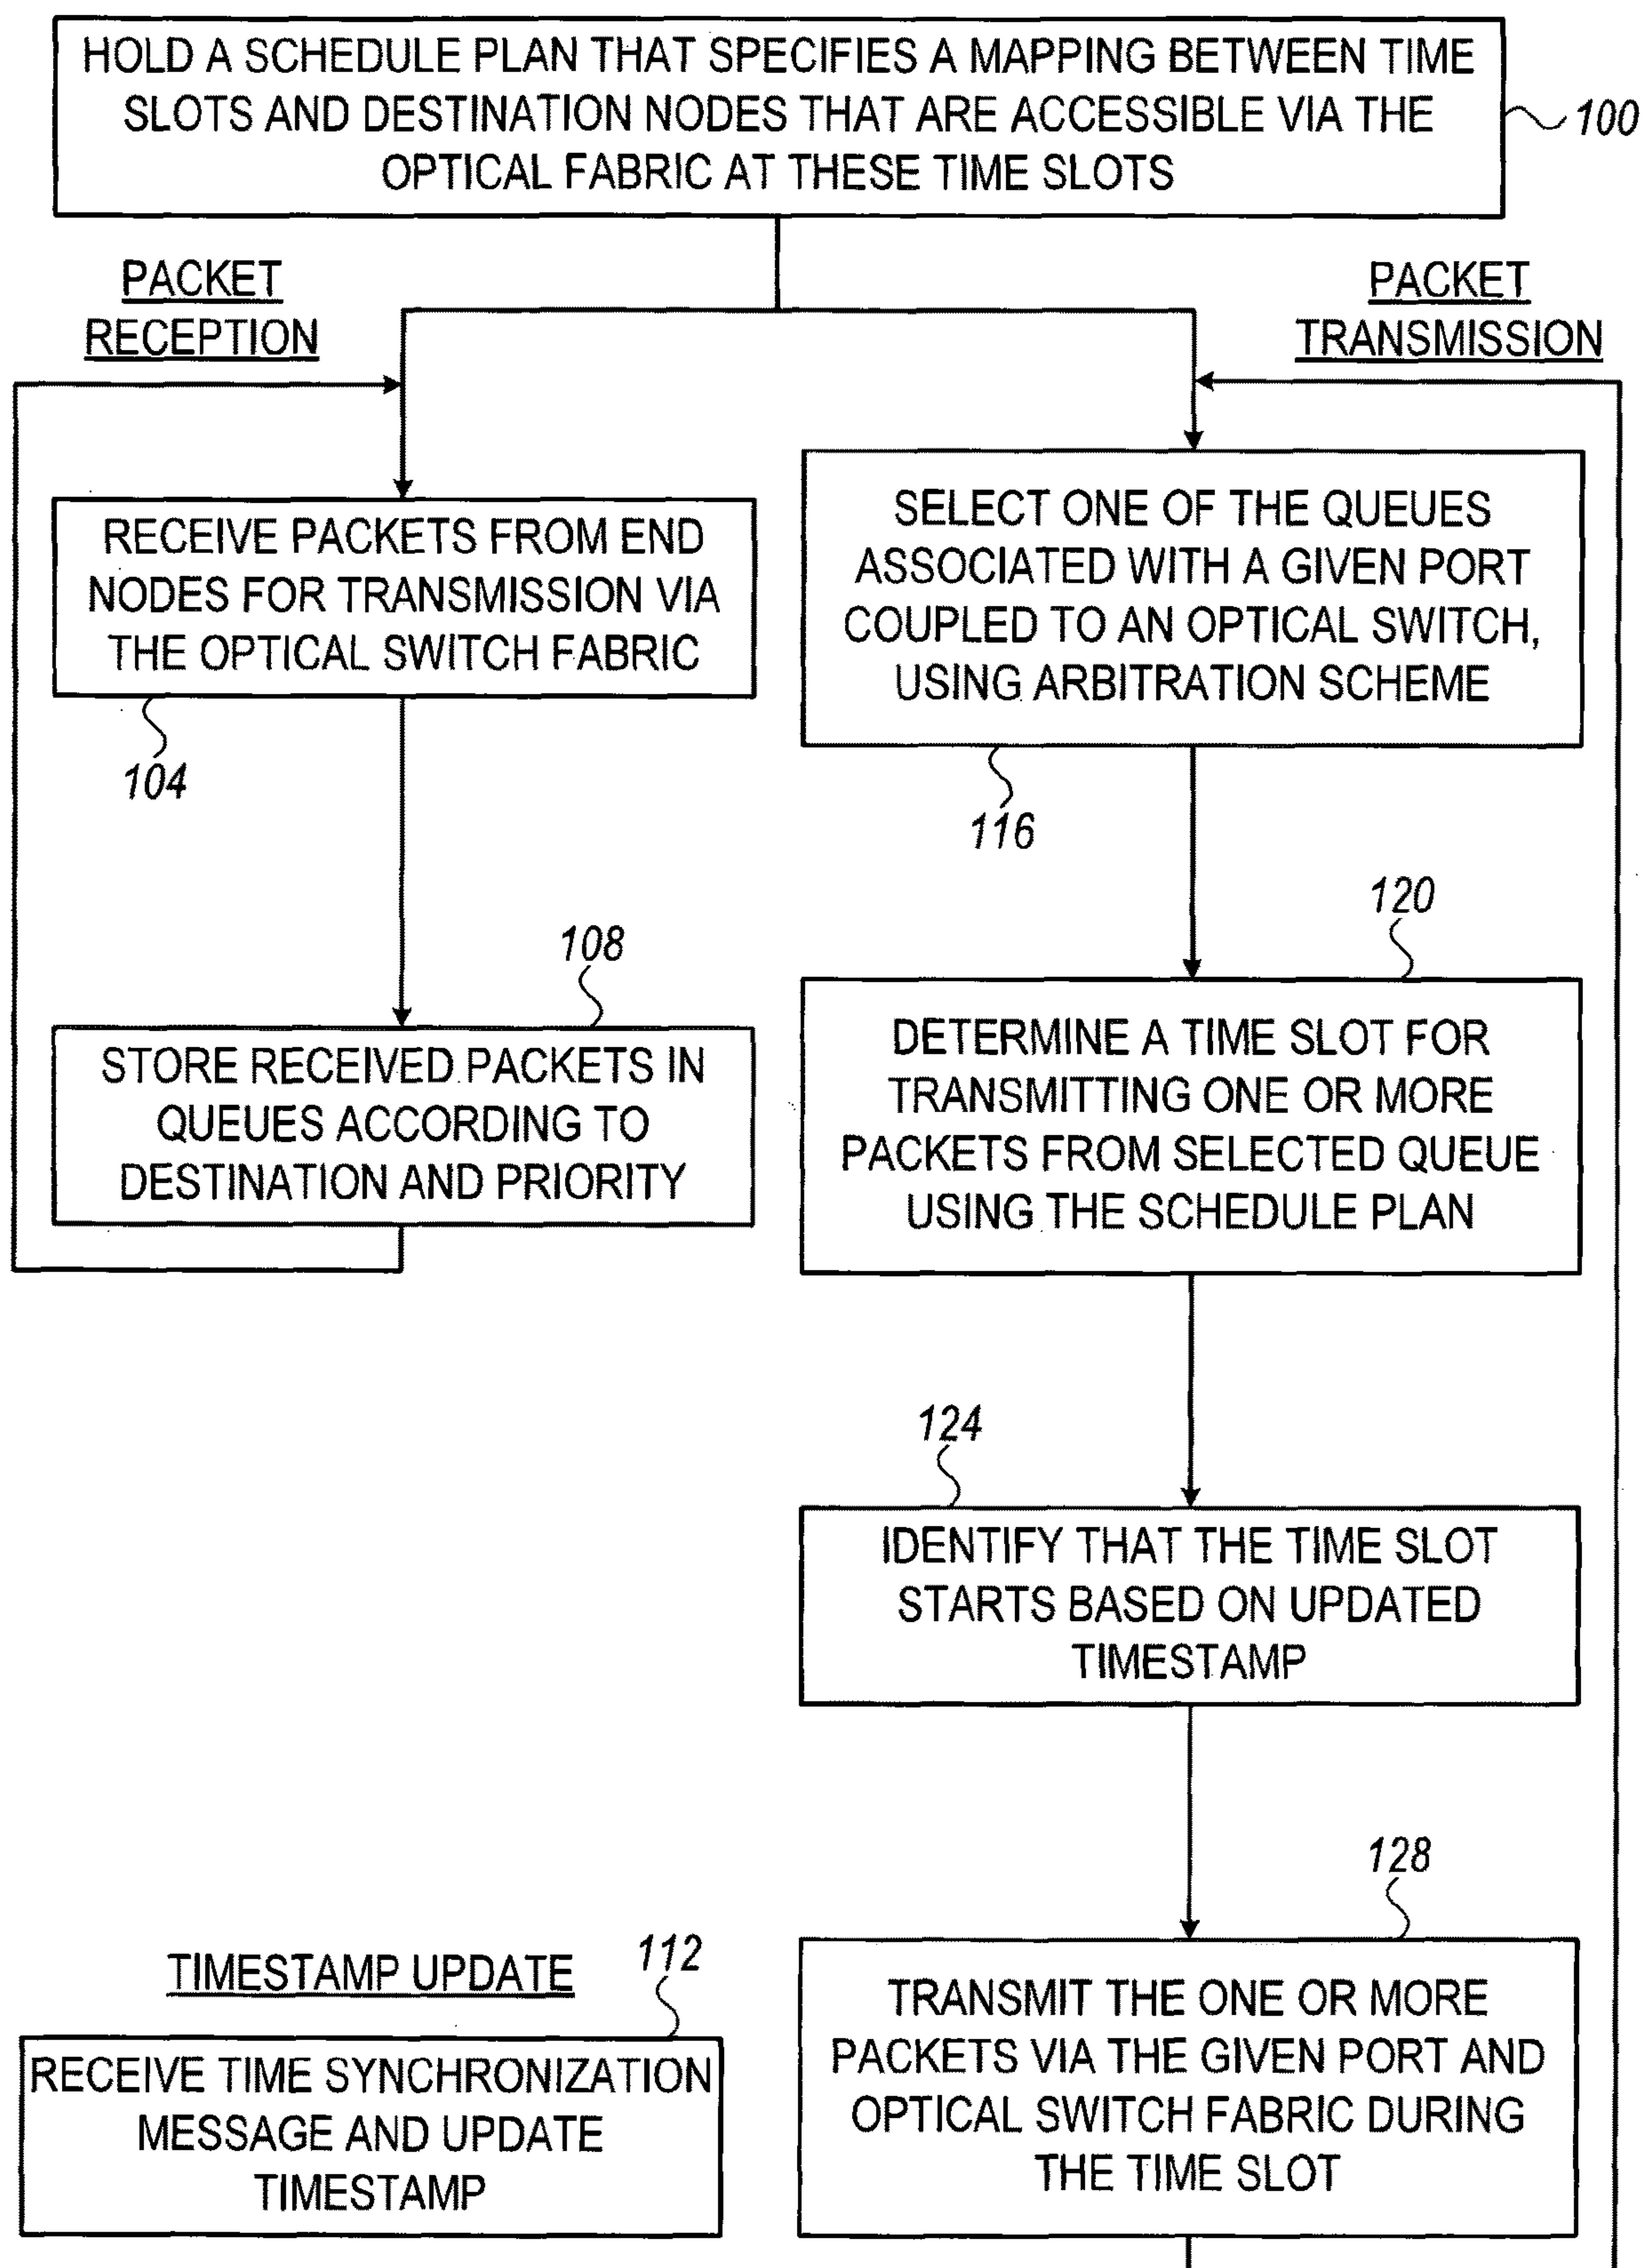 HOLD A SCHEDULE PLAN THAT SPECIFIES A MAPPING BETWEEN TIME
SLOTS AND DESTINATION NODES THAT ARE ACCESSIBLE VIA THE
OPTICAL FABRIC AT THESE TIME SLOTS
100
PACKET
RECEPTION
PACKET
TRANSMISSION
RECEIVE PACKETS FROM END
NODES FOR TRANSMISSION VIA
THE OPTICAL SWITCH FABRIC
104
SELECT ONE OF THE QUEUES
ASSOCIATED WITH A GIVEN PORT
COUPLED TO AN OPTICAL SWITCH,
USING ARBITRATION SCHEME
116
108
STORE RECEIVED PACKETS IN
QUEUES ACCORDING TO
DESTINATION AND PRIORITY
120
DETERMINE A TIME SLOT FOR
TRANSMITTING ONE OR MORE
PACKETS FROM SELECTED QUEUE
USING THE SCHEDULE PLAN
124
IDENTIFY THAT THE TIME SLOT
STARTS BASED ON UPDATED
TIMESTAMP
128
TRANSMIT THE ONE OR MORE
PACKETS VIA THE GIVEN PORT AND
OPTICAL SWITCH FABRIC DURING
THE TIME SLOT
TIMESTAMP UPDATE
112
RECEIVE TIME SYNCHRONIZATION
MESSAGE AND UPDATE
TIMESTAMP